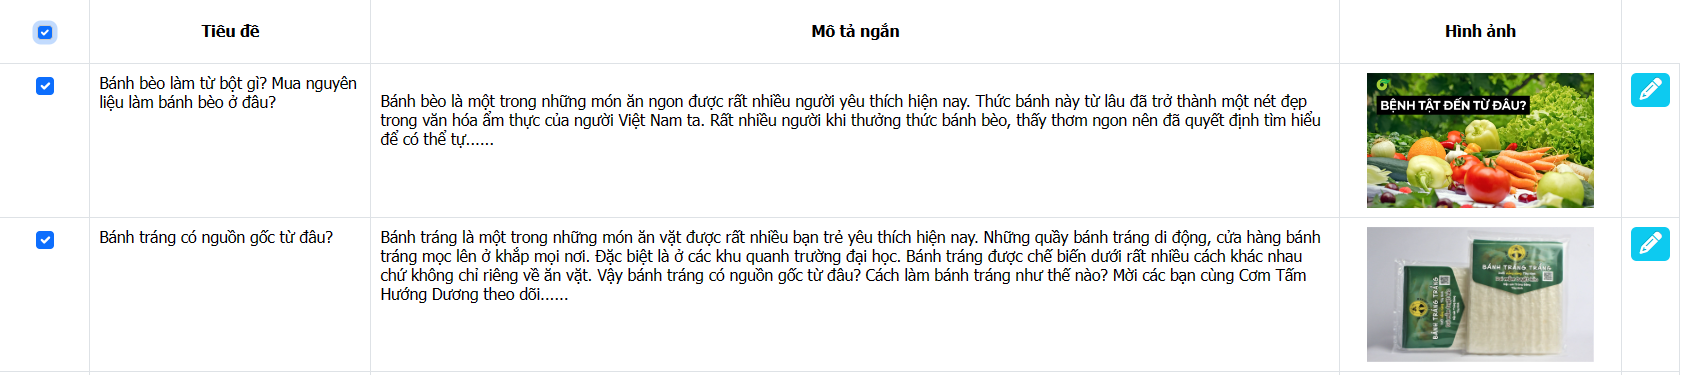 Tiêu đề
Mô tả ngắn
Hình ảnh
Bánh bèo làm từ bột gì? Mua nguyên
liệu làm bánh bèo ở đâu?
Bánh bèo là một trong những món ăn ngon được rất nhiều người yêu thích hiện nay. Thức bánh này từ lâu đã trở thành một nét đẹp
trong văn hóa ẩm thực của người Việt Nam ta. Rất nhiều người khi thưởng thức bánh bèo, thấy thơm ngon nên đã quyết định tìm hiểu
để có thể tự......
BỆNH TẬT ĐẾN TỪ ĐÂU?
Bánh tráng có nguồn gốc từ đâu?
Bánh tráng là một trong những món ăn vặt được rất nhiều bạn trẻ yêu thích hiện nay. Những quầy bánh tráng di động, cửa hàng bánh
tráng mọc lên ở khắp mọi nơi. Đặc biệt là ở các khu quanh trường đại học. Bánh tráng được chế biến dưới rất nhiều cách khác nhau
chứ không chỉ riêng về ăn vặt. Vậy bánh tráng có nguồn gốc từ đâu? Cách làm bánh tráng như thế nào? Mời các bạn cùng Cơm Tấm
Hướng Dương theo dõi......
BÁNH TRÁNG TRẮNG
BÁNH TRÁNG TRẮNG